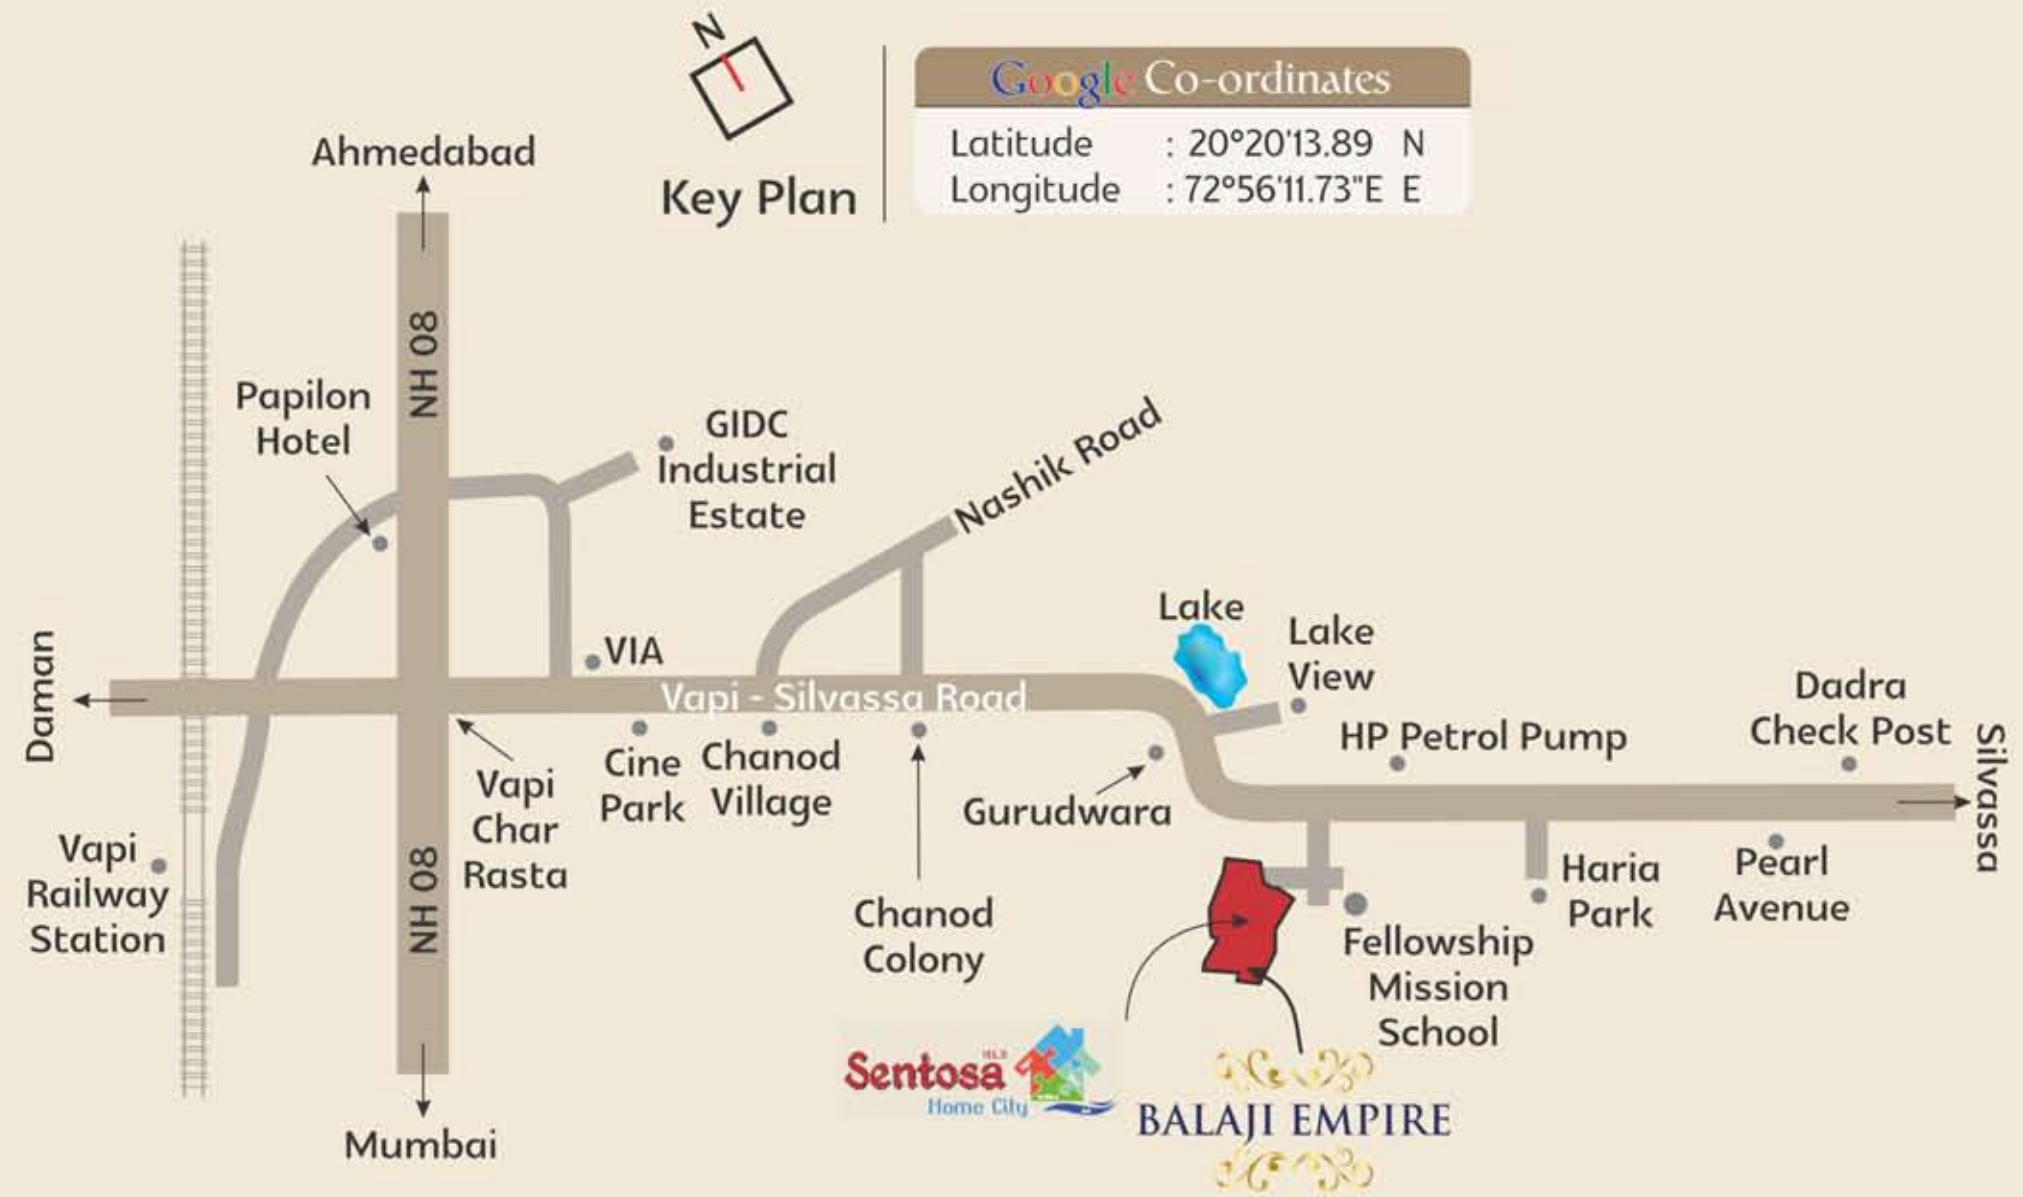 N
Key Plan
Google Co-ordinates
Latitude : 20°20'13.89 N
Longitude : 72°56'11.73"E E
Ahmedabad
NH 08
Papilon
Hotel
GIDC
Industrial
Estate
Nashik Road
Lake
Lake
View
Daman
VIA
Vapi - Silvassa Road
HP Petrol Pump
Dadra
Check Post
Silvassa
Vapi
Char
Rasta
Cine
Park
Chanod
Village
Gurudwara
Vapi
Railway
Station
NH 08
Chanod
Colony
Haria
Park
Pearl
Avenue
Fellowship
Mission
School
Sentosa
Home City
BALAJI EMPIRE
Mumbai